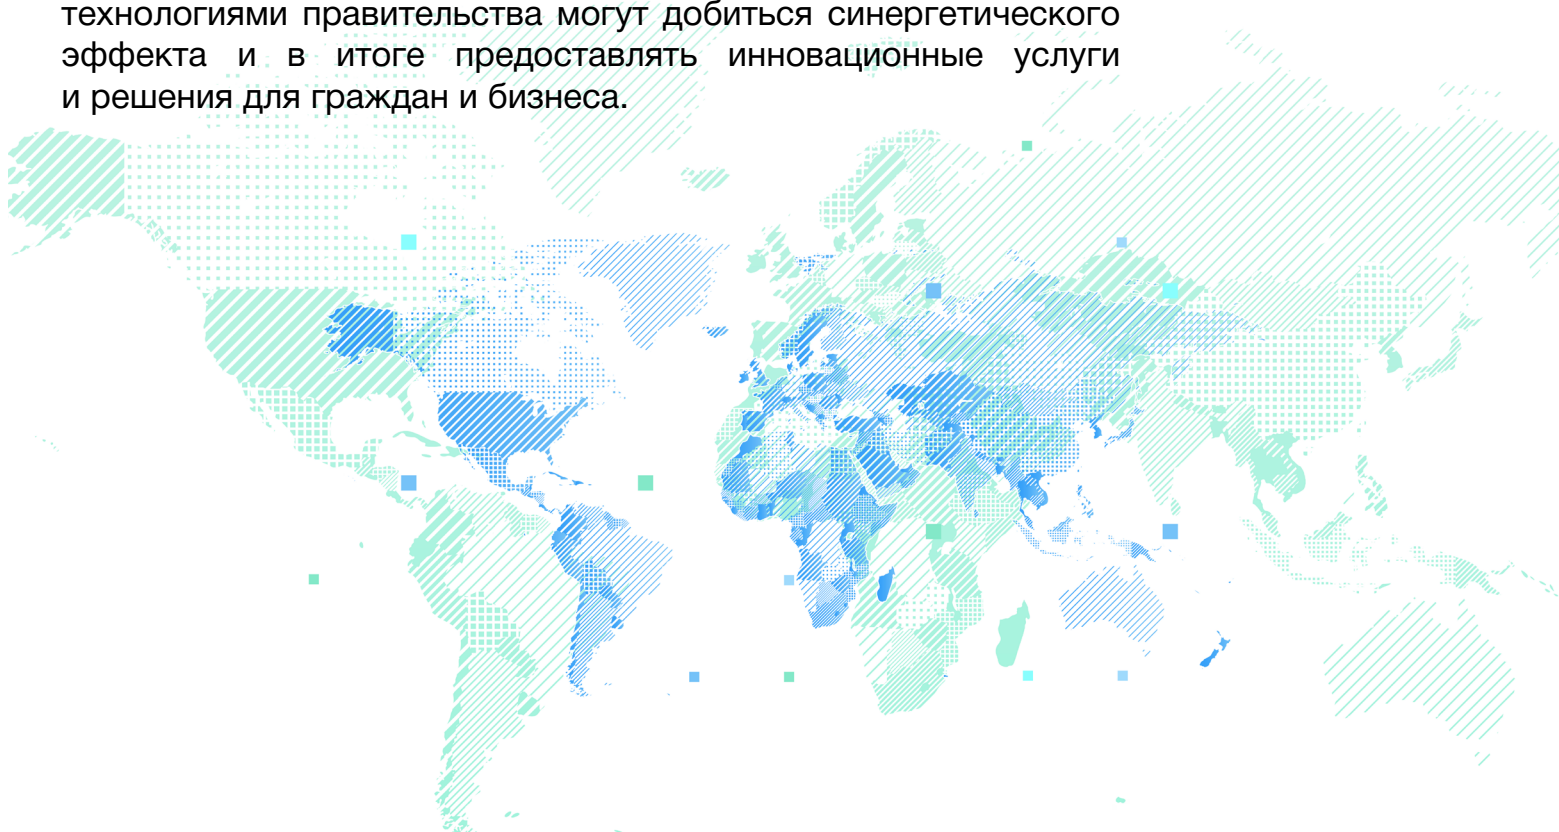 технологиями правительства могут добиться синергетического
эффекта и в итоге предоставлять инновационные услуги
и решения для граждан и бизнеса.